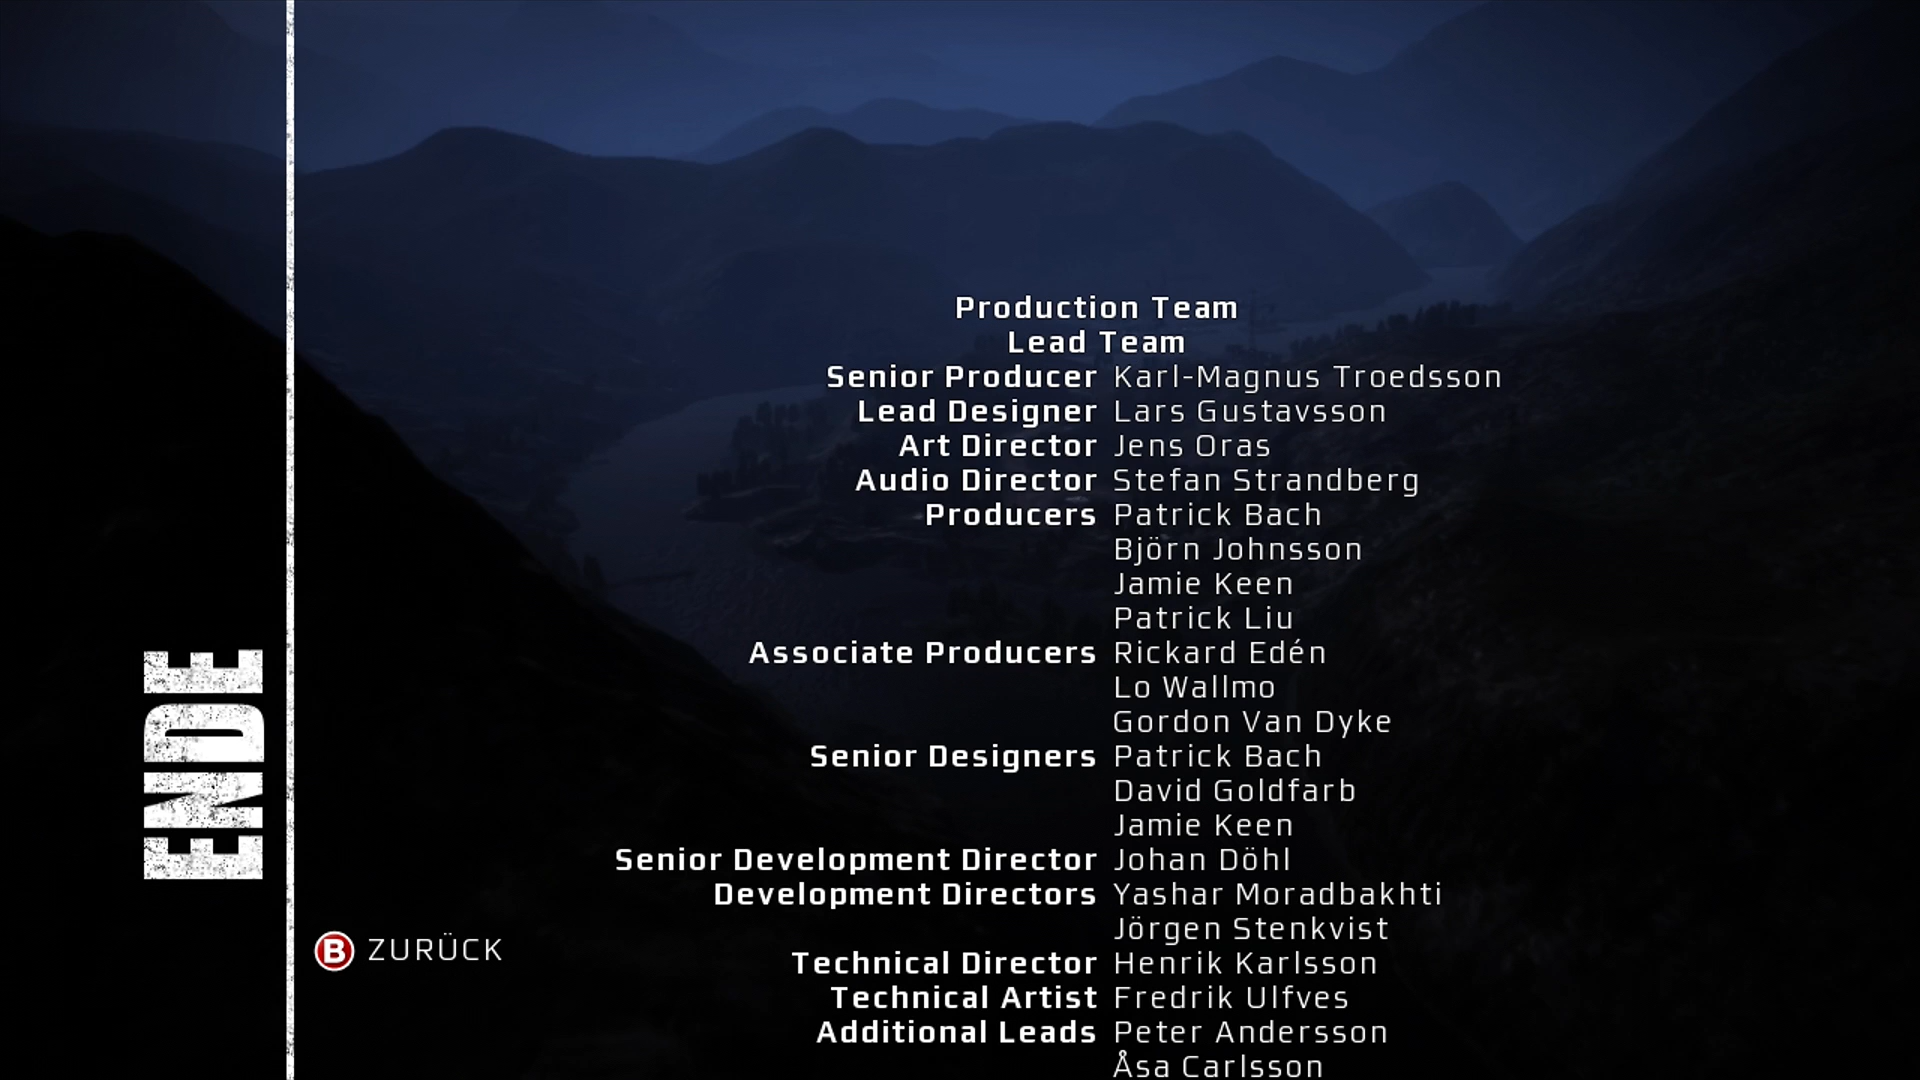 Production Team
Lead Team
Senior Producer Karl-Magnus Troedsson
Lead Designer Lars Gustavsson
Art Director Jens Oras
Audio Director Stefan Strandberg
Producers Patrick Bach
Björn Johnsson
Jamie Keen
Patrick Liu
Associate Producers Rickard Edén
Lo Wallmo
Gordon Van Dyke
Senior Designers Patrick Bach
David Goldfarb
Jamie Keen
Senior Development Director Johan Döhl
Development Directors Yashar Moradbakhti
Jörgen Stenkvist
Technical Director Henrik Karlsson
Technical Artist Fredrik Ulfves
Additional Leads Peter Andersson
Åsa Carlsson
ENDE
B ZURÜCK